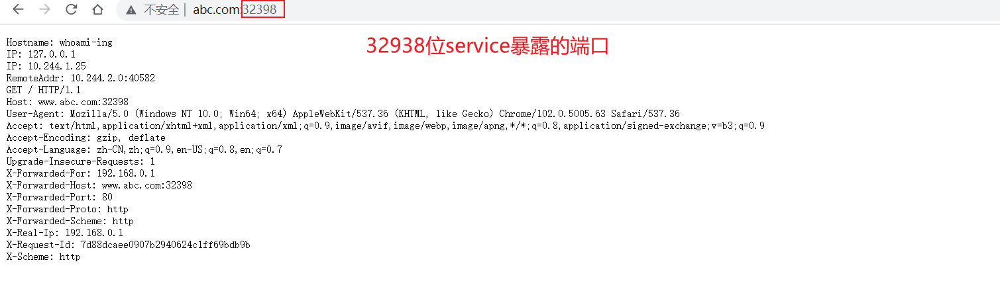 不安全 | abc.com:32398
32938位service暴露的端口
Hostname: whoami-ing
IP: 127.0.0.1
IP: 10.244.1.25
RemoteAddr: 10.244.2.0:40582
GET / HTTP/1.1
Host: www.abc.com:32398
User-Agent: Mozilla/5.0 (Windows NT 10.0; Win64; x64) AppleWebKit/537.36 (KHTML, like Gecko) Chrome/102.0.5005.63 Safari/537.36
Accept: text/html,application/xhtml+xml,application/xml;q=0.9,image/avif,image/webp,image/apng,*/*;q=0.8,application/signed-exchange;v=b3;q=0.9
Accept-Encoding: gzip, deflate
Accept-Language: zh-CN,zh;q=0.9,en-US;q=0.8,en;q=0.7
Upgrade-Insecure-Requests: 1
X-Forwarded-For: 192.168.0.1
X-Forwarded-Host: www.abc.com:32398
X-Forwarded-Port: 80
X-Forwarded-Proto: http
X-Forwarded-Scheme: http
X-Real-Ip: 192.168.0.1
X-Request-Id: 7d88dcaee0907b2940624c1ff69bdb9b
X-Scheme: http